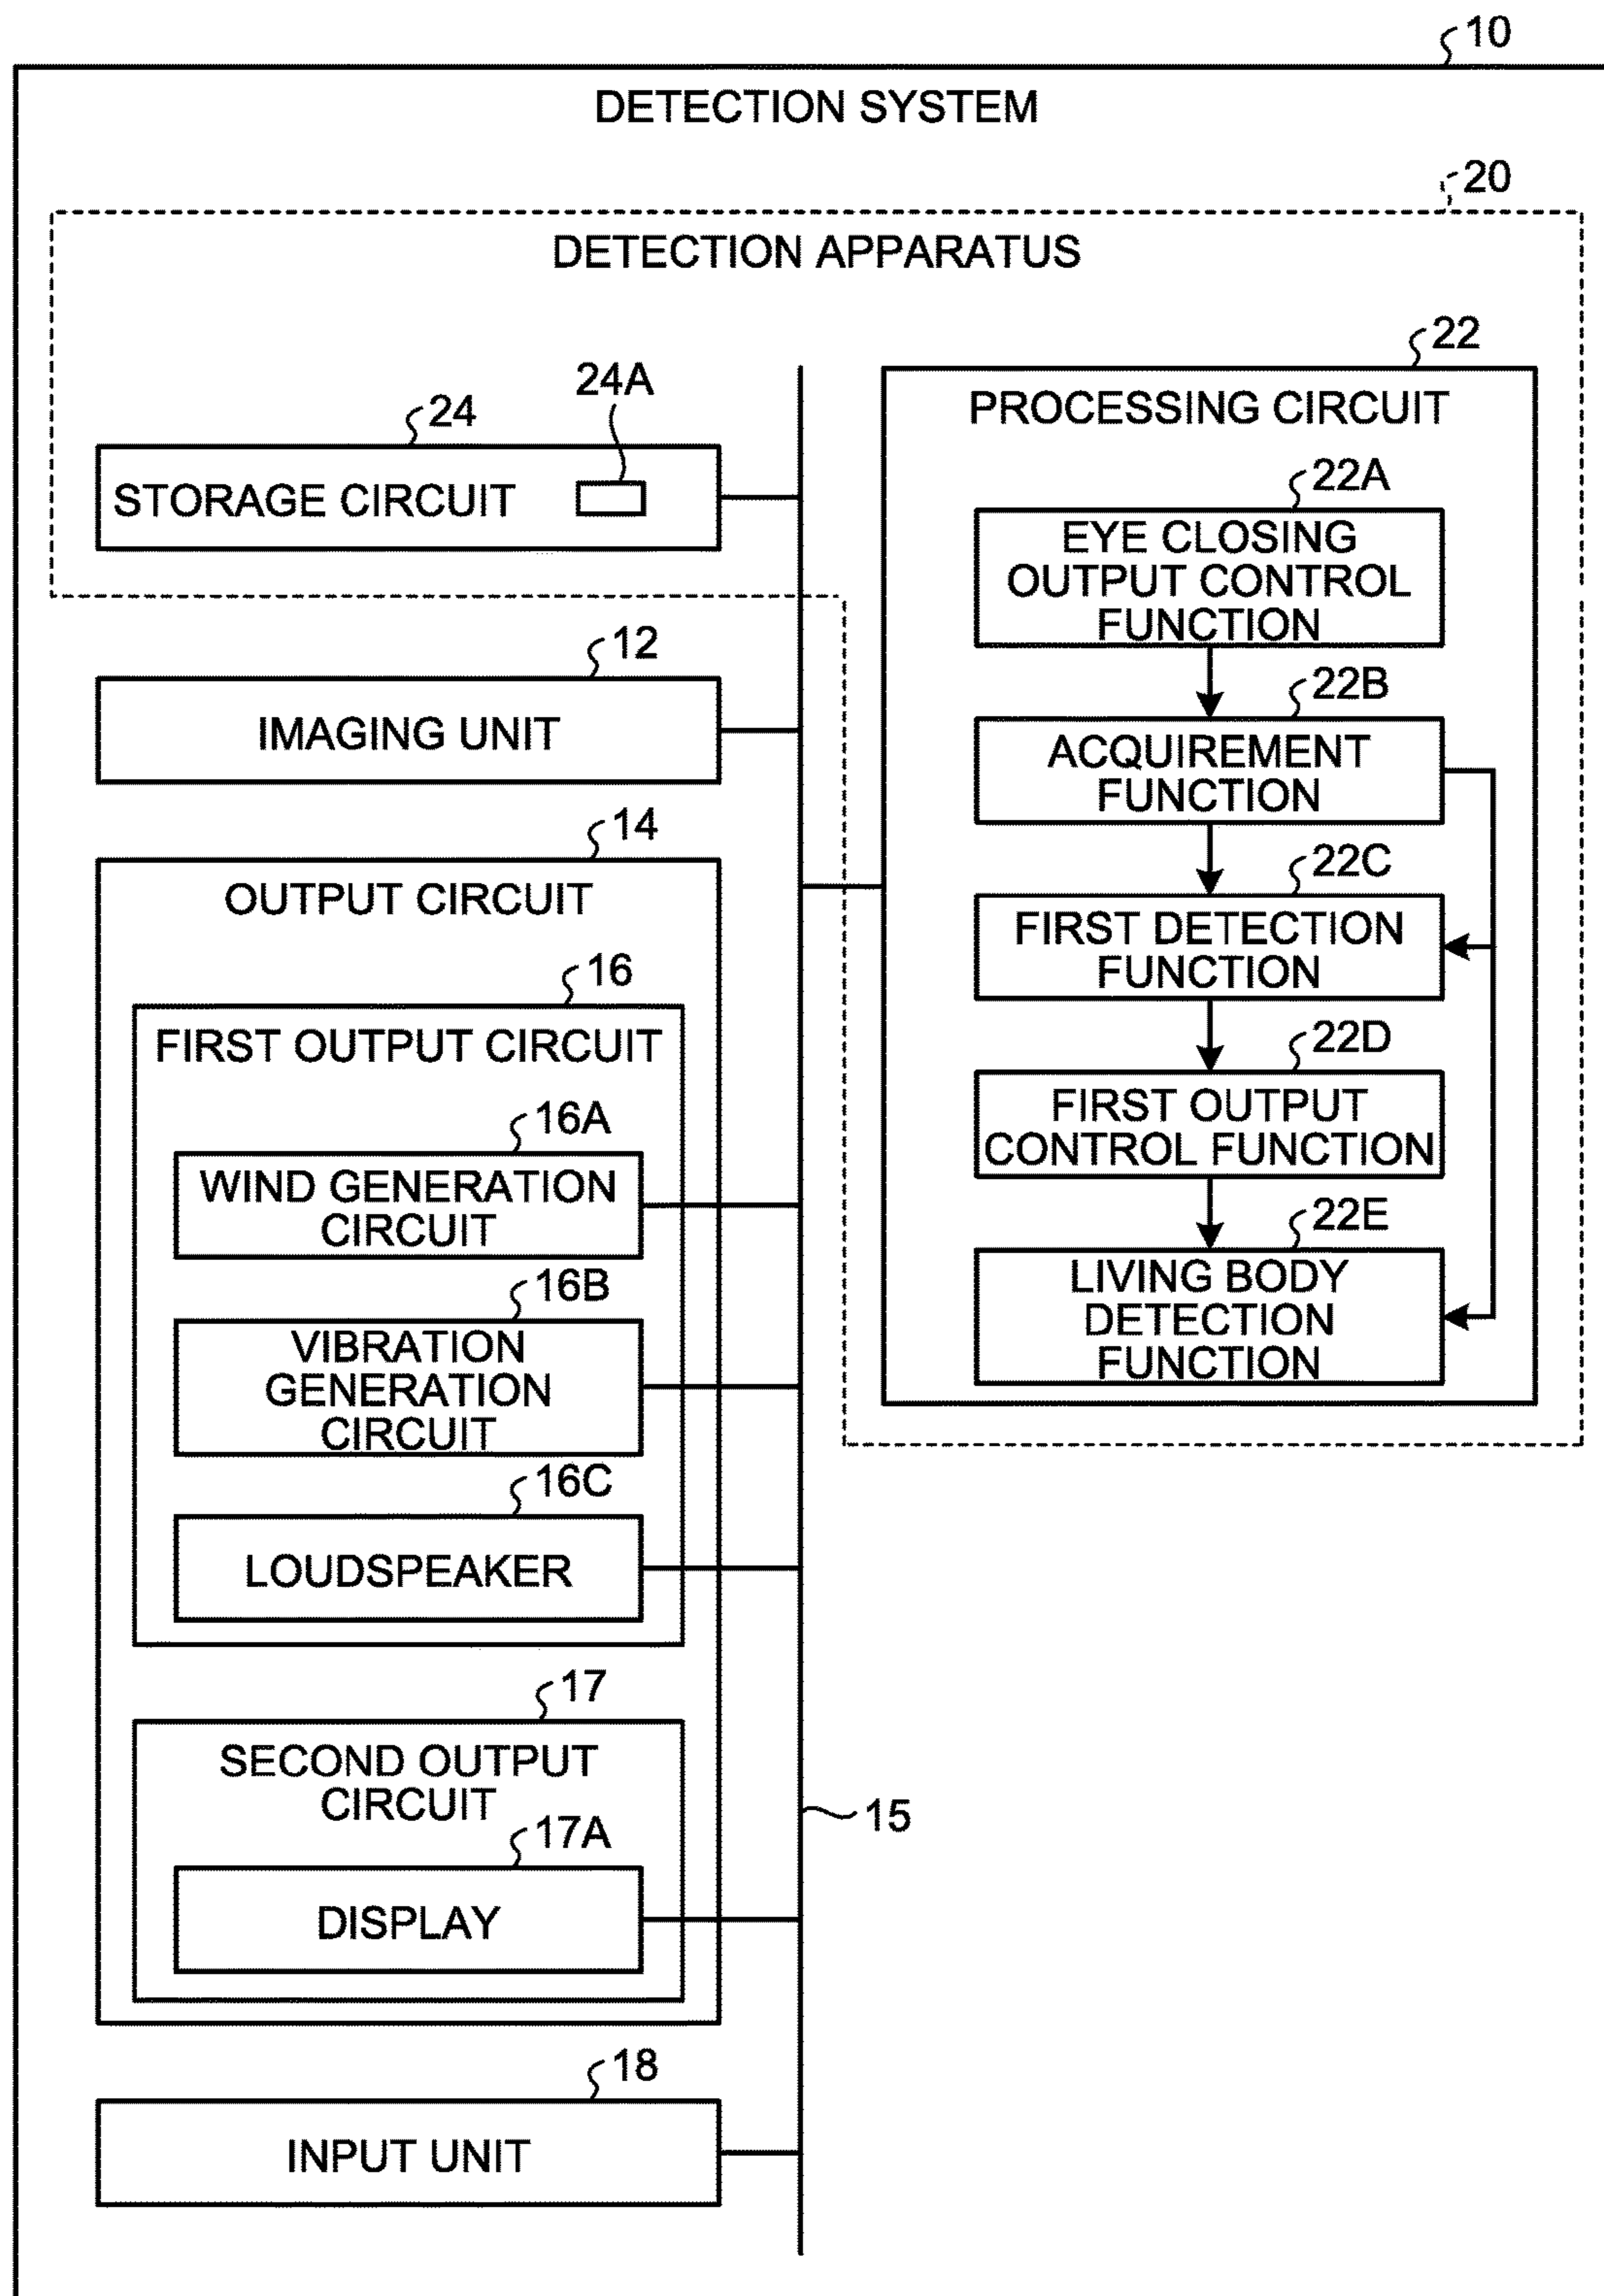 10
DETECTION SYSTEM
20
DETECTION APPARATUS
24
24A
STORAGE CIRCUIT
12
IMAGING UNIT
14
OUTPUT CIRCUIT
16
FIRST OUTPUT CIRCUIT
16A
WIND GENERATION
CIRCUIT
16B
VIBRATION
GENERATION
CIRCUIT
16C
LOUDSPEAKER
17
SECOND OUTPUT
CIRCUIT
17A
DISPLAY
18
INPUT UNIT
15
22
PROCESSING CIRCUIT
22A
EYE CLOSING
OUTPUT CONTROL
FUNCTION
22B
ACQUIREMENT
FUNCTION
22C
FIRST DETECTION
FUNCTION
22D
FIRST OUTPUT
CONTROL FUNCTION
22E
LIVING BODY
DETECTION
FUNCTION